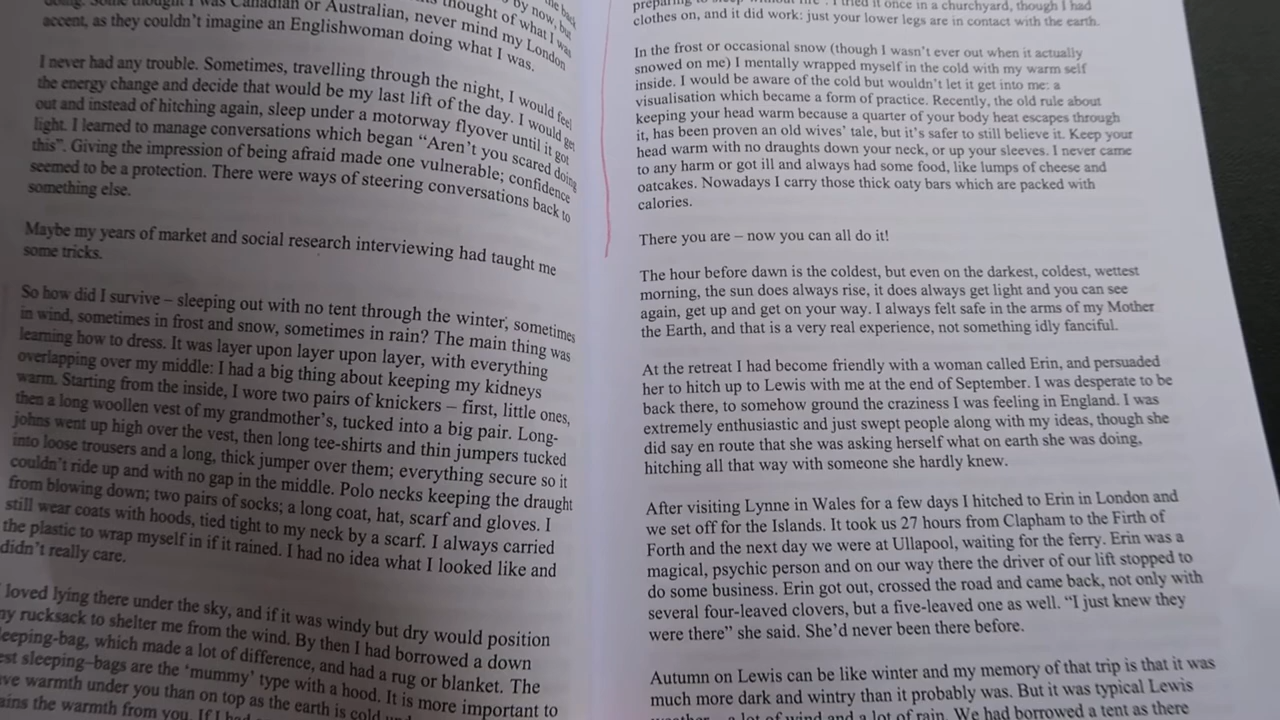 doing. Some thought I was Canadian or Australian, never mind my London
accent, as they couldn't imagine an Englishwoman doing what I was.
I never had any trouble. Sometimes, travelling through the night, I would feel
the energy change and decide that would be my last lift of the day. I would get
out and instead of hitching again, sleep under a motorway flyover until it got
light. I learned to manage conversations which began “Aren't you scared doing
this”. Giving the impression of being afraid made one vulnerable; confidence
seemed to be a protection. There were ways of steering conversations back to
something else.
Maybe my years of market and social research interviewing had taught me
some tricks.
So how did I survive – sleeping out with no tent through the winter, sometimes
in wind, sometimes in frost and snow, sometimes in rain? The main thing was
learning how to dress. It was layer upon layer upon layer, with everything
overlapping over my middle: I had a big thing about keeping my kidneys
warm. Starting from the inside, I wore two pairs of knickers – first, little ones,
then a long woollen vest of my grandmother's, tucked into a big pair. Long-
johns went up high over the vest, then long tee-shirts and thin jumpers tucked
into loose trousers and a long, thick jumper over them; everything secure so it
couldn't ride up and with no gap in the middle. Polo necks keeping the draught
from blowing down; two pairs of socks; a long coat, hat, scarf and gloves. I
still wear coats with hoods, tied tight to my neck by a scarf. I always carried
the plastic to wrap myself in if it rained. I had no idea what I looked like and
didn't really care.
I loved lying there under the sky, and if it was windy but dry would position
my rucksack to shelter me from the wind. By then I had borrowed a down
sleeping-bag, which made a lot of difference, and had a rug or blanket. The
best sleeping–bags are the ‘mummy’ type with a hood. It is more important to
have warmth under you than on top as the earth is cold
the warmth from you. If I had
preparing to sleep without fire . I tried it once in a churchyard, though I had
clothes on, and it did work: just your lower legs are in contact with the earth.
In the frost or occasional snow (though I wasn't ever out when it actually
snowed on me) I mentally wrapped myself in the cold with my warm self
inside. I would be aware of the cold but wouldn't let it get into me: a
visualisation which became a form of practice. Recently, the old rule about
keeping your head warm because a quarter of your body heat escapes through
it, has been proven an old wives' tale, but it's safer to still believe it. Keep your
head warm with no draughts down your neck, or up your sleeves. I never came
to any harm or got ill and always had some food, like lumps of cheese and
oatcakes. Nowadays I carry those thick oaty bars which are packed with
calories.
There you are – now you can all do it!
The hour before dawn is the coldest, but even on the darkest, coldest, wettest
morning, the sun does always rise, it does always get light and you can see
again, get up and get on your way. I always felt safe in the arms of my Mother
the Earth, and that is a very real experience, not something idly fanciful.
At the retreat I had become friendly with a woman called Erin, and persuaded
her to hitch up to Lewis with me at the end of September. I was desperate to be
back there, to somehow ground the craziness I was feeling in England. I was
extremely enthusiastic and just swept people along with my ideas, though she
did say en route that she was asking herself what on earth she was doing,
hitching all that way with someone she hardly knew.
After visiting Lynne in Wales for a few days I hitched to Erin in London and
we set off for the Islands. It took us 27 hours from Clapham to the Firth of
Forth and the next day we were at Ullapool, waiting for the ferry. Erin was a
magical, psychic person and on our way there the driver of our lift stopped to
do some business. Erin got out, crossed the road and came back, not only with
several four-leaved clovers, but a five-leaved one as well. “I just knew they
were there” she said. She'd never been there before.
Autumn on Lewis can be like winter and my memory of that trip is that it was
much more dark and wintry than it probably was. But it was typical Lewis
weather – a lot of wind and a lot of rain. We had borrowed a tent as there